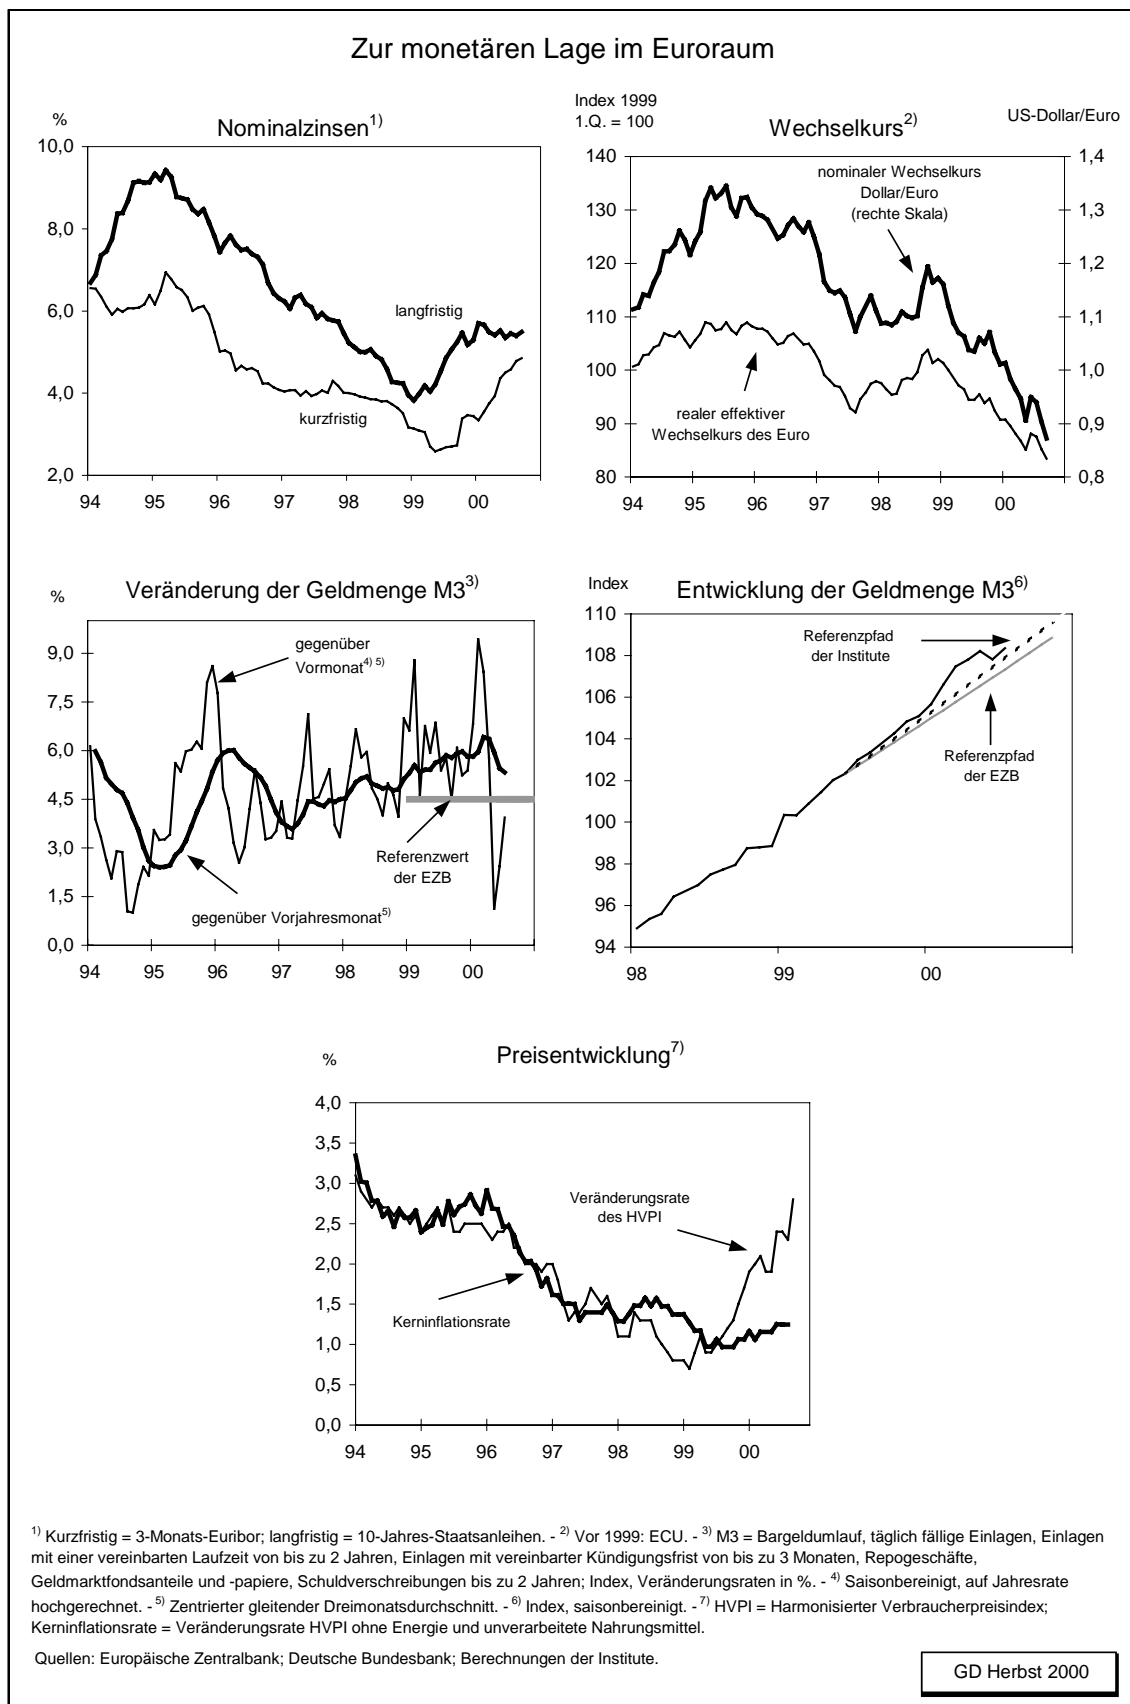 Zur monetären Lage im Euroraum
%
Nominalzinsen1)
10,0
8,0
6,0
4,0
2,0
langfristig
kurzfristig
94 95 96 97 98 99 00
Index 1999
1.Q. = 100
Wechselkurs2)
US-Dollar/Euro
140
130
120
110
100
90
80
nominaler Wechselkurs
Dollar/Euro
(rechte Skala)
realer effektiver
Wechselkurs des Euro
1,4
1,3
1,2
1,1
1,0
0,9
0,8
94 95 96 97 98 99 00
%
Veränderung der Geldmenge M33)
9,0
7,5
6,0
4,5
3,0
1,5
0,0
gegenüber
Vormonat4) 5)
Referenzwert
der EZB
gegenüber Vorjahresmonat5)
94 95 96 97 98 99 00
Index
Entwicklung der Geldmenge M36)
110
108
106
104
102
100
98
96
94
Referenzpfad
der Institute
Referenzpfad
der EZB
98 99 00
%
Preisentwicklung7)
4,0
3,5
3,0
2,5
2,0
1,5
1,0
0,5
0,0
Veränderungsrate
des HVPI
Kerninflationsrate
94 95 96 97 98 99 00
1) Kurzfristig = 3-Monats-Euribor; langfristig = 10-Jahres-Staatsanleihen. - 2) Vor 1999: ECU. - 3) M3 = Bargeldumlauf, täglich fällige Einlagen, Einlagen
mit einer vereinbarten Laufzeit von bis zu 2 Jahren, Einlagen mit vereinbarter Kündigungsfrist von bis zu 3 Monaten, Repogeschäfte,
Geldmarktfondsanteile und -papiere, Schuldverschreibungen bis zu 2 Jahren; Index, Veränderungsraten in %. - 4) Saisonbereinigt, auf Jahresrate
hochgerechnet. - 5) Zentrierter gleitender Dreimonatsdurchschnitt. - 6) Index, saisonbereinigt. - 7) HVPI = Harmonisierter Verbraucherpreisindex;
Kerninflationsrate = Veränderungsrate HVPI ohne Energie und unverarbeitete Nahrungsmittel.
Quellen: Europäische Zentralbank; Deutsche Bundesbank; Berechnungen der Institute.
GD Herbst 2000